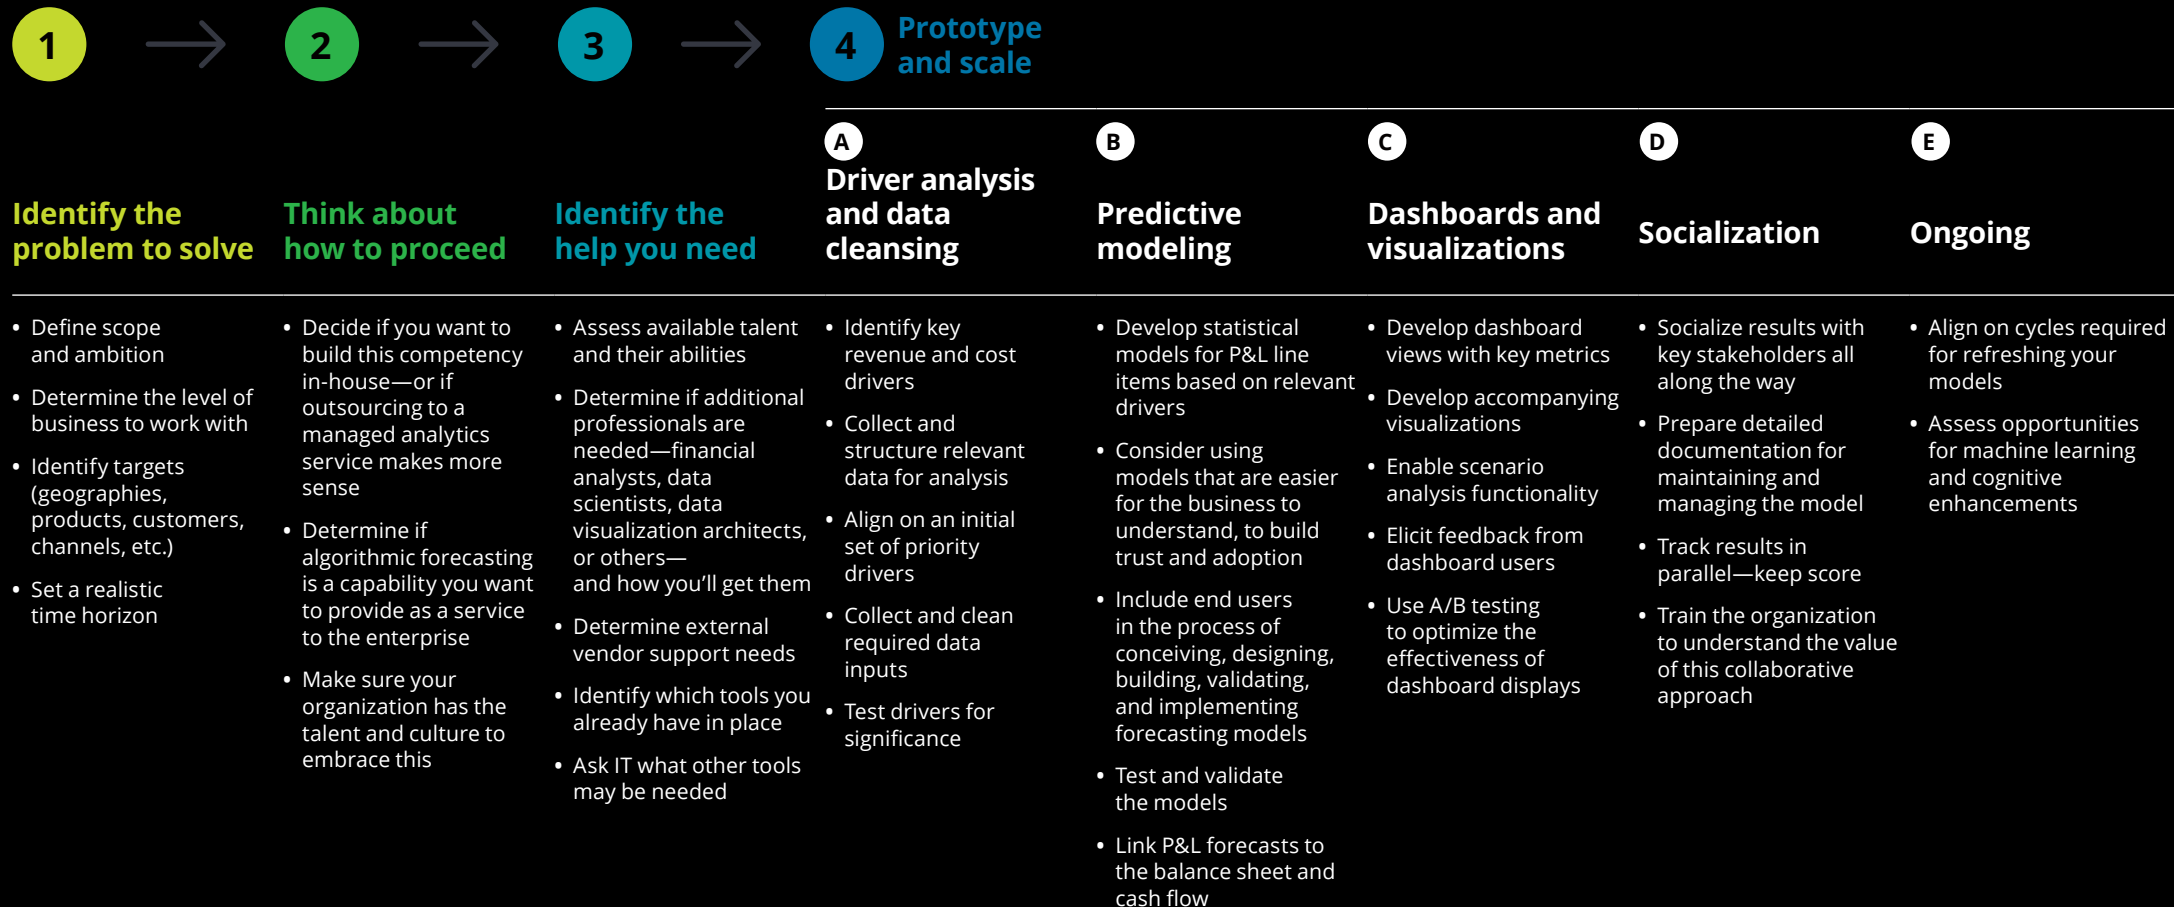 1
2
3
4
Prototype
and scale
Identify the
problem to solve
• Define scope
and ambition
• Determine the level of
business to work with
• Identify targets
(geographies,
products, customers,
channels, etc.)
• Set a realistic
time horizon
Think about
how to proceed
• Decide if you want to
build this competency
in-house—or if
outsourcing to a
managed analytics
service makes more
sense
• Determine if
algorithmic forecasting
is a capability you want
to provide as a service
to the enterprise
• Make sure your
organization has the
talent and culture to
embrace this
Identify the
help you need
• Assess available talent
and their abilities
• Determine if additional
professionals are
needed—financial
analysts, data
scientists, data
visualization architects,
or others—
and how you’ll get them
• Determine external
vendor support needs
• Identify which tools you
already have in place
• Ask IT what other tools
may be needed
A
Driver analysis
and data
cleansing
• Identify key
revenue and cost
drivers
• Collect and
structure relevant
data for analysis
• Align on an initial
set of priority
drivers
• Collect and clean
required data
inputs
• Test drivers for
significance
B
Predictive
modeling
• Develop statistical
models for P&L line
items based on relevant
drivers
• Consider using
models that are easier
for the business to
understand, to build
trust and adoption
• Include end users
in the process of
conceiving, designing,
building, validating,
and implementing
forecasting models
• Test and validate
the models
• Link P&L forecasts to
the balance sheet and
cash flow
C
Dashboards and
visualizations
• Develop dashboard
views with key metrics
• Develop accompanying
visualizations
• Enable scenario
analysis functionality
• Elicit feedback from
dashboard users
• Use A/B testing
to optimize the
effectiveness of
dashboard displays
D
Socialization
• Socialize results with
key stakeholders all
along the way
• Prepare detailed
documentation for
maintaining and
managing the model
• Track results in
parallel—keep score
• Train the organization
to understand the value
of this collaborative
approach
E
Ongoing
• Align on cycles required
for refreshing your
models
• Assess opportunities
for machine learning
and cognitive
enhancements